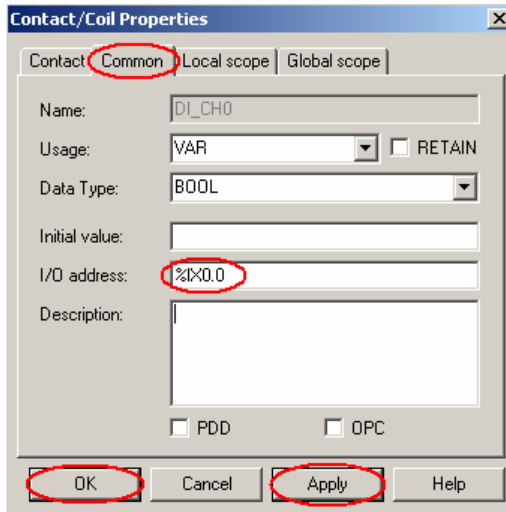 Contact/Coil Properties
Contact Common Local scope Global scope
Name: DI_CH0
Usage: VAR RETAIN
Data Type: BOOL
Initial value:
I/O address: %IX0.0
Description:
PDD OPC
OK Cancel Apply Help